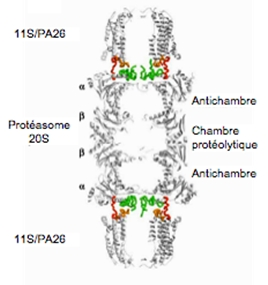 11S/PA26
α
Antichambre
β
Protéasome
20S
Chambre
protéolytique
β
Antichambre
α
11S/PA26